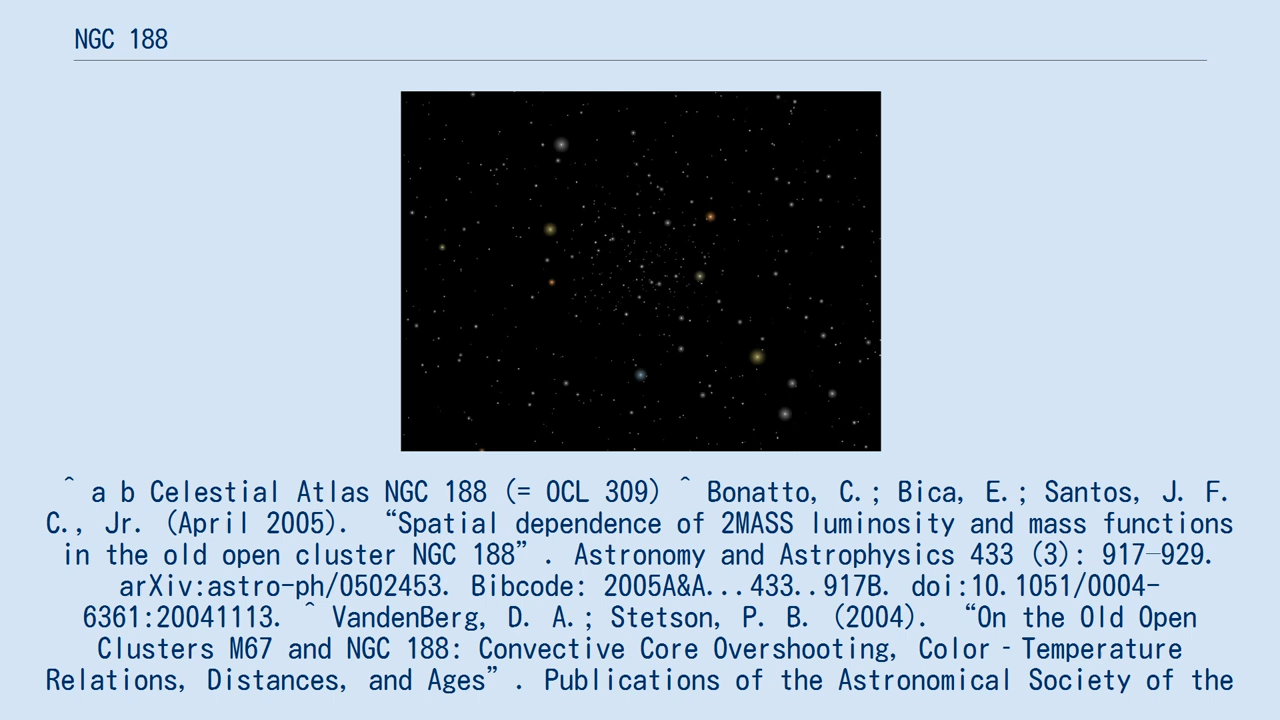 NGC 188
^ a b Celestial Atlas NGC 188 (= OCL 309) ^ Bonatto, C.; Bica, E.; Santos, J. F.
C., Jr. (April 2005). “Spatial dependence of 2MASS luminosity and mass functions
in the old open cluster NGC 188”. Astronomy and Astrophysics 433 (3): 917–929.
arXiv:astro-ph/0502453. Bibcode: 2005A&A...433..917B. doi:10.1051/0004-
6361:20041113. ^ VandenBerg, D. A.; Stetson, P. B. (2004). “On the Old Open
Clusters M67 and NGC 188: Convective Core Overshooting, Color‐Temperature
Relations, Distances, and Ages”. Publications of the Astronomical Society of the